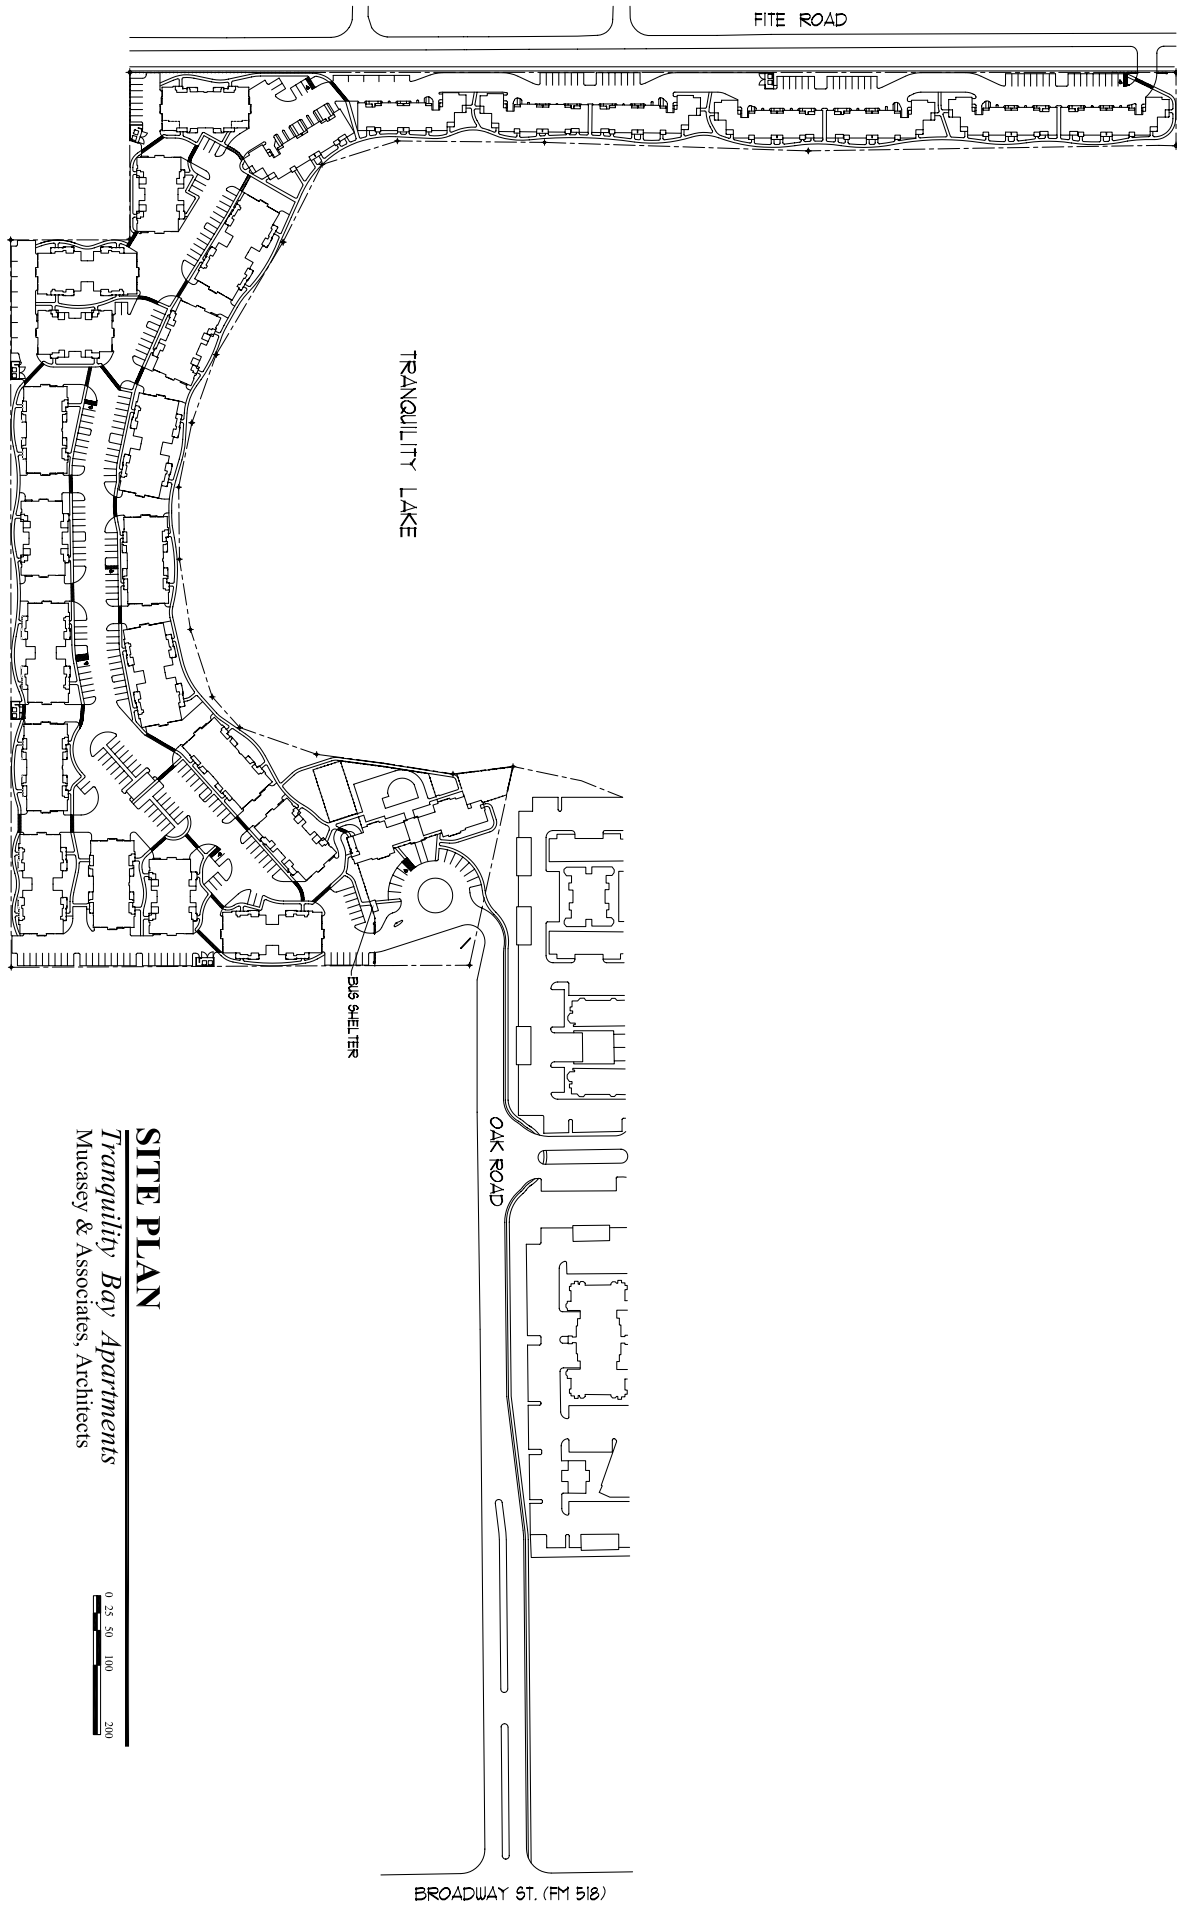 FITE ROAD
TRANQUILITY LAKE
BUS SHELTER
OAK ROAD
SITE PLAN
Tranquility Bay Apartments
Mucasey & Associates, Architects
0 25 50 100 200
BROADWAY ST. (FM 518)